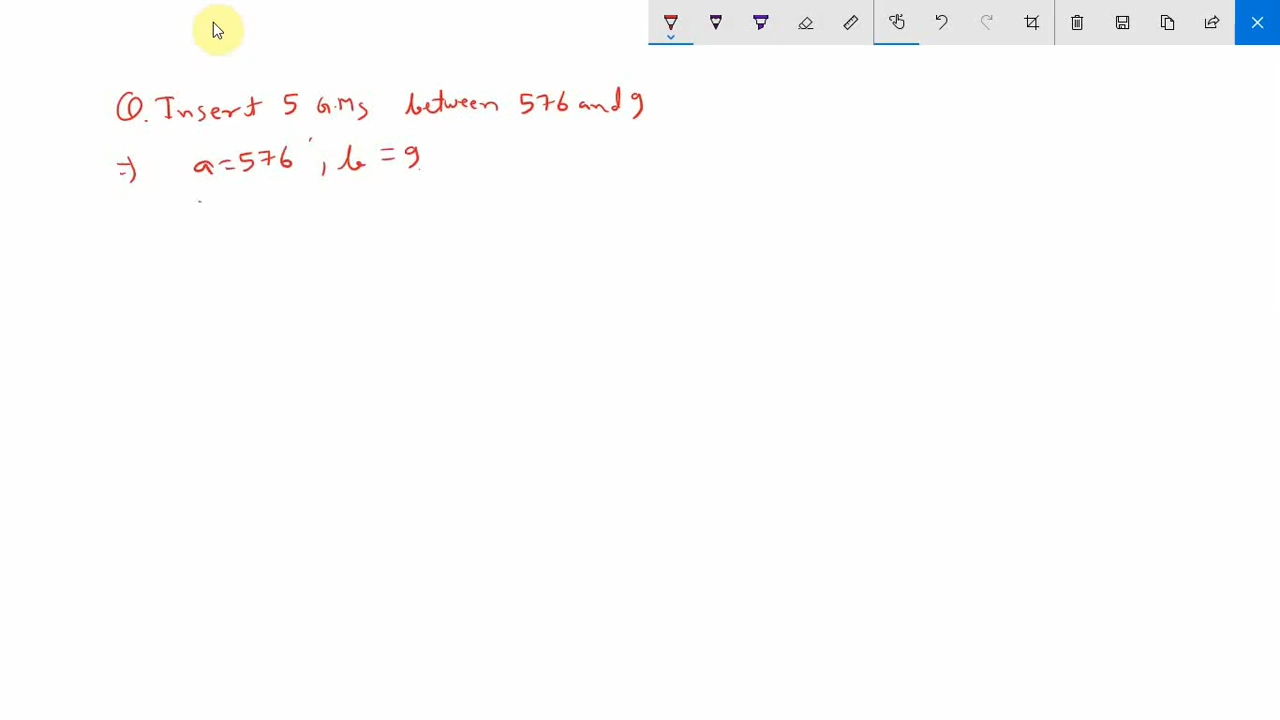 Q. Insert 5 G.Ms between 576 and 9
=) a=576 , b = 9